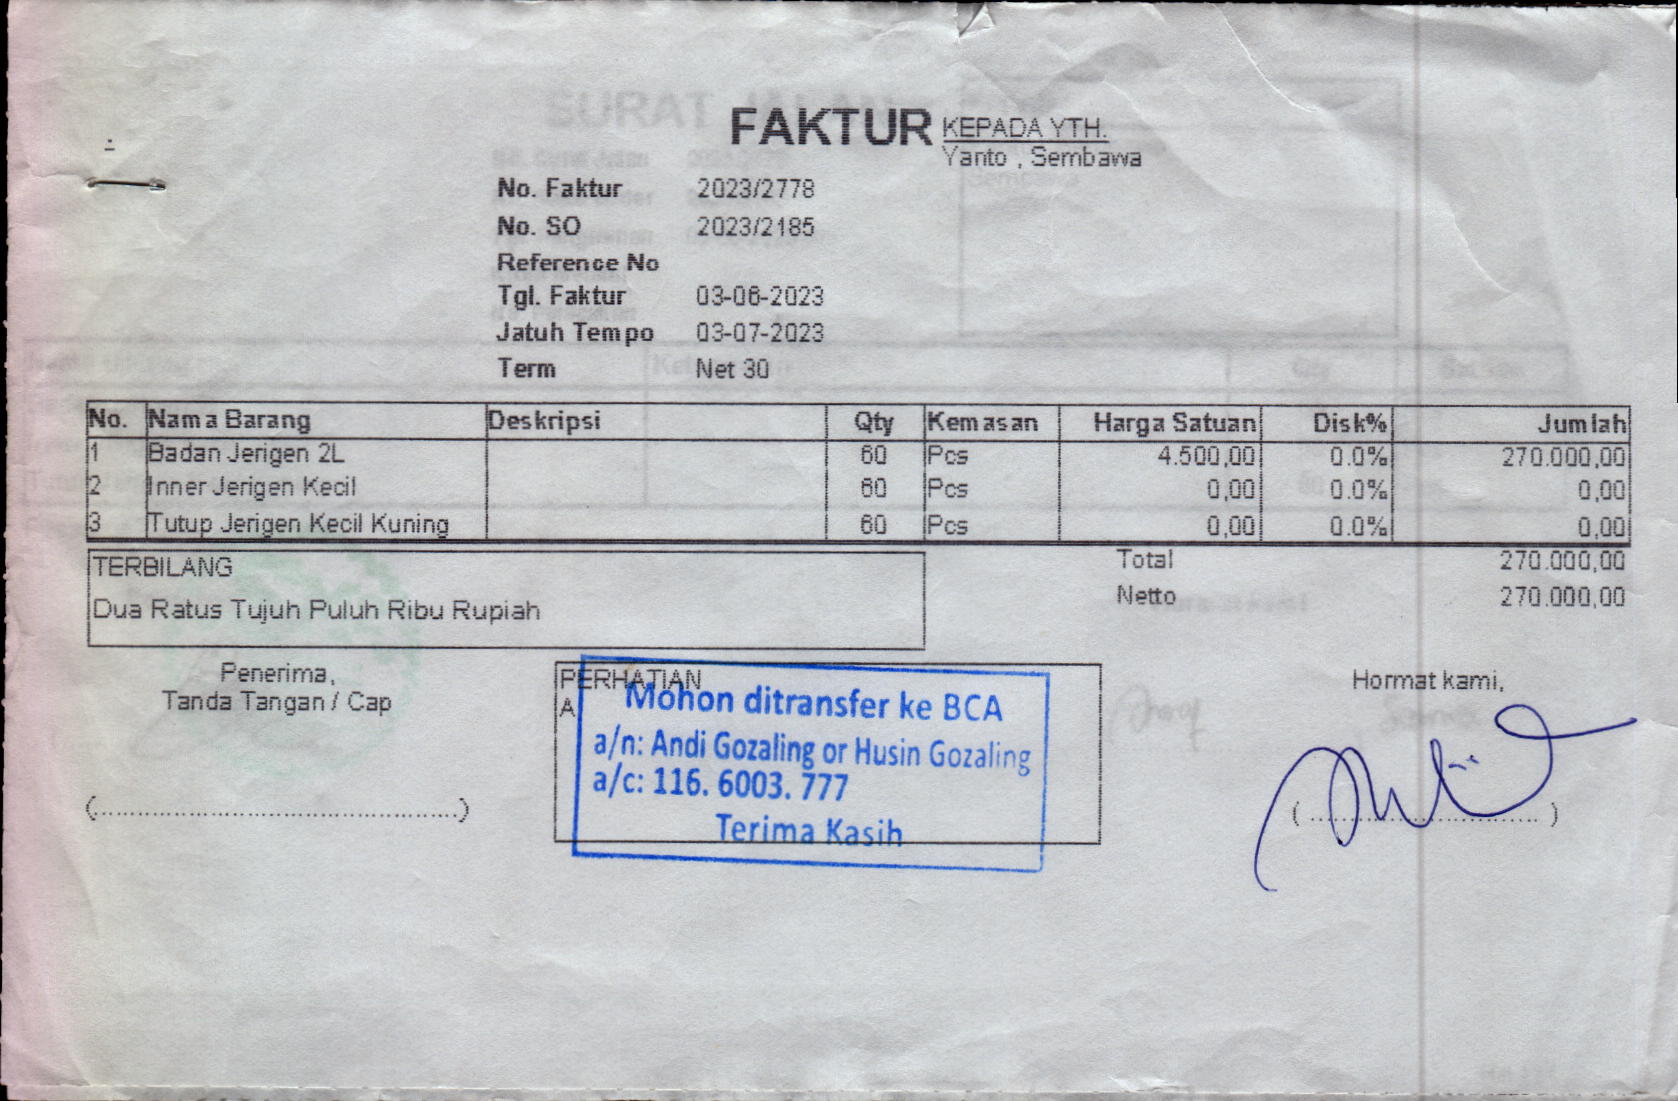 FAKTUR
KEPADA YTH.
Yanto , Sembawa
No. Faktur 2023/2778
No. SO 2023/2185
Reference No
Tgl. Faktur 03-06-2023
Jatuh Tempo 03-07-2023
Term Net 30
No. Nama Barang Deskripsi Qty Kemasan Harga Satuan Disk% Jumlah
1 Badan Jerigen 2L 60 Pcs 4.500,00 0.0% 270.000,00
2 Inner Jerigen Kecil 60 Pcs 0,00 0.0% 0,00
3 Tutup Jerigen Kecil Kuning 60 Pcs 0,00 0.0% 0,00
TERBILANG
Dua Ratus Tujuh Puluh Ribu Rupiah
Total 270.000,00
Netto 270.000,00
Penerima,
Tanda Tangan / Cap
(..............................................)
PERHATIAN
A
Mohon ditransfer ke BCA
a/n: Andi Gozaling or Husin Gozaling
a/c: 116. 6003. 777
Terima Kasih
Hormat kami,
(..............................)